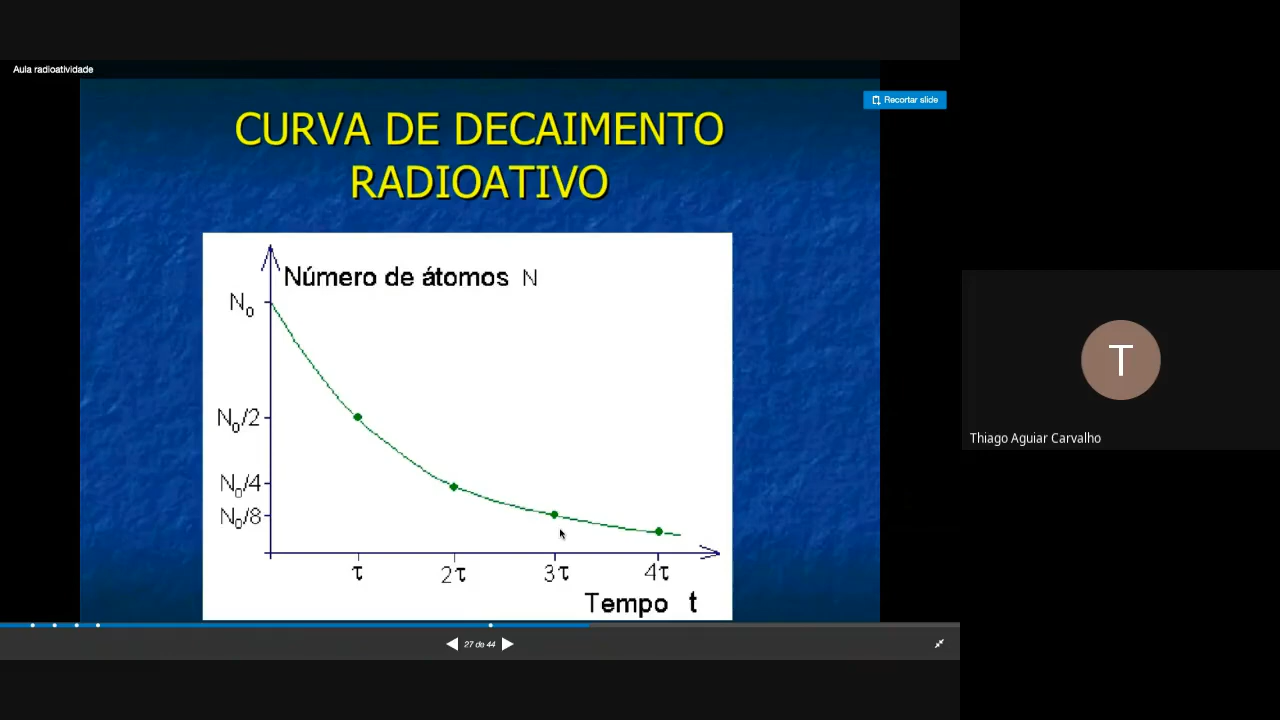 Aula radioatividade
Recortar slide
CURVA DE DECAIMENTO
RADIOATIVO
Número de átomos N
N₀
N₀/2
N₀/4
N₀/8
τ 2τ 3τ 4τ
Tempo t
27 de 44
T
Thiago Aguiar Carvalho